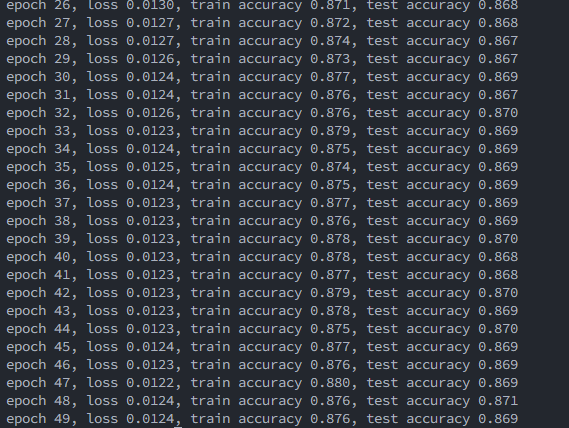 epoch 26, loss 0.0130, train accuracy 0.871, test accuracy 0.868
epoch 27, loss 0.0127, train accuracy 0.872, test accuracy 0.868
epoch 28, loss 0.0127, train accuracy 0.874, test accuracy 0.867
epoch 29, loss 0.0126, train accuracy 0.873, test accuracy 0.867
epoch 30, loss 0.0124, train accuracy 0.877, test accuracy 0.869
epoch 31, loss 0.0124, train accuracy 0.876, test accuracy 0.867
epoch 32, loss 0.0126, train accuracy 0.876, test accuracy 0.870
epoch 33, loss 0.0123, train accuracy 0.879, test accuracy 0.869
epoch 34, loss 0.0124, train accuracy 0.875, test accuracy 0.869
epoch 35, loss 0.0125, train accuracy 0.874, test accuracy 0.869
epoch 36, loss 0.0124, train accuracy 0.875, test accuracy 0.869
epoch 37, loss 0.0123, train accuracy 0.877, test accuracy 0.869
epoch 38, loss 0.0123, train accuracy 0.876, test accuracy 0.869
epoch 39, loss 0.0123, train accuracy 0.878, test accuracy 0.870
epoch 40, loss 0.0123, train accuracy 0.878, test accuracy 0.868
epoch 41, loss 0.0123, train accuracy 0.877, test accuracy 0.868
epoch 42, loss 0.0123, train accuracy 0.879, test accuracy 0.870
epoch 43, loss 0.0123, train accuracy 0.878, test accuracy 0.869
epoch 44, loss 0.0123, train accuracy 0.875, test accuracy 0.870
epoch 45, loss 0.0124, train accuracy 0.877, test accuracy 0.869
epoch 46, loss 0.0123, train accuracy 0.876, test accuracy 0.869
epoch 47, loss 0.0122, train accuracy 0.880, test accuracy 0.869
epoch 48, loss 0.0124, train accuracy 0.876, test accuracy 0.871
epoch 49, loss 0.0124, train accuracy 0.876, test accuracy 0.869